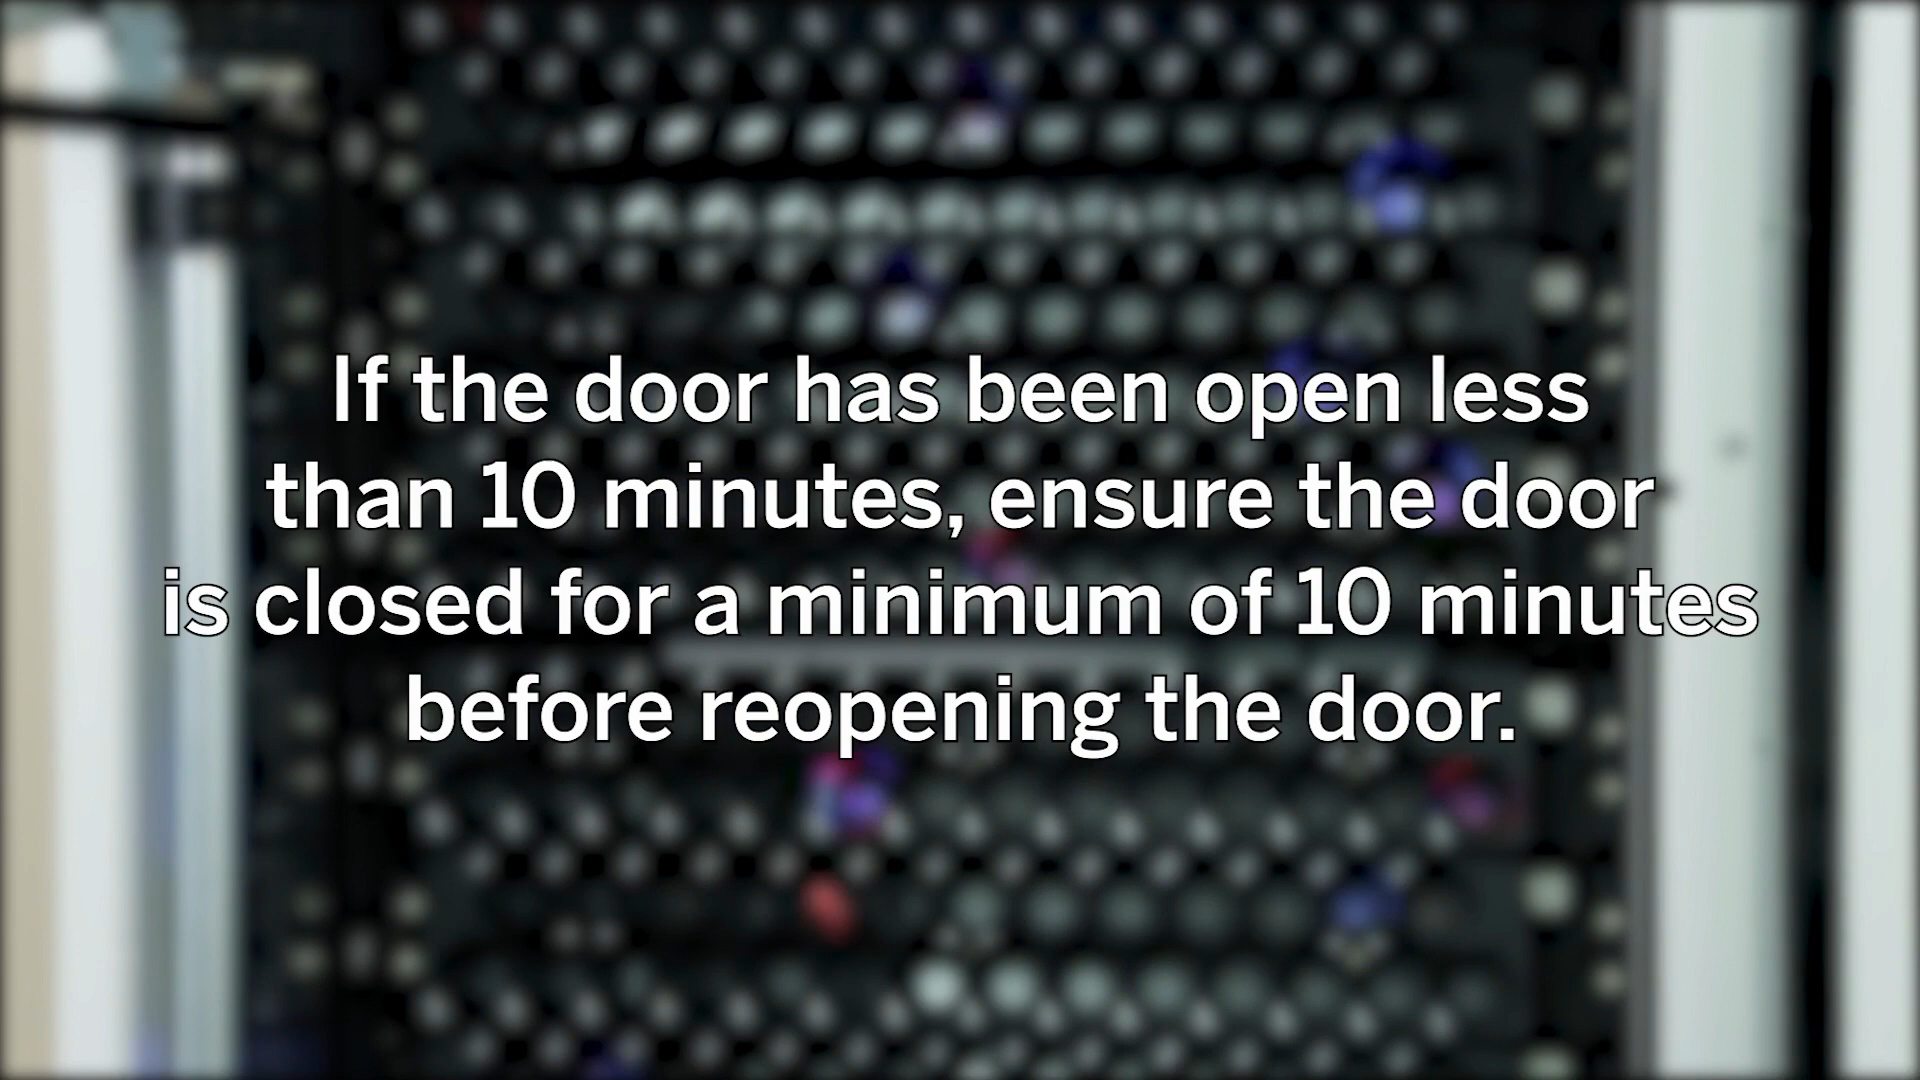 If the door has been open less
than 10 minutes, ensure the door
is closed for a minimum of 10 minutes
before reopening the door.